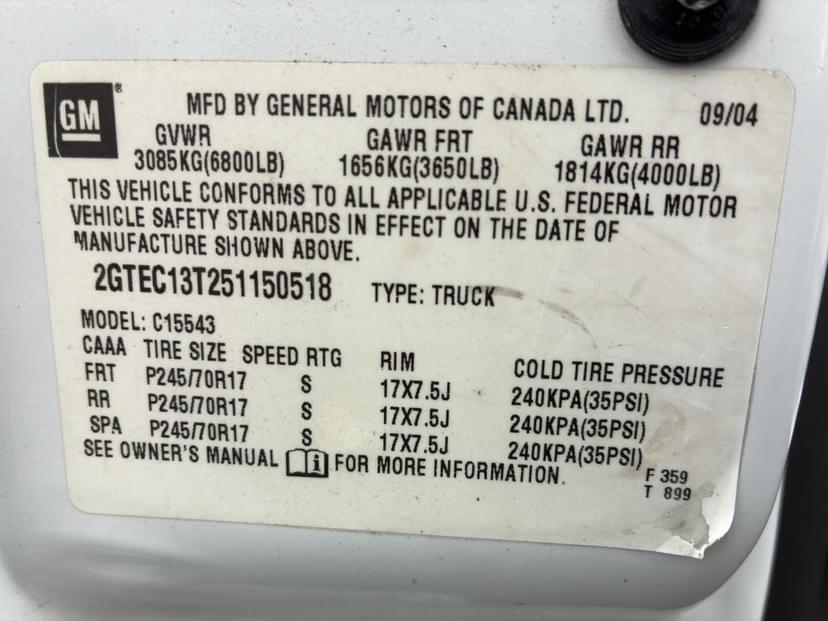 GM®
MFD BY GENERAL MOTORS OF CANADA LTD. 09/04
GVWR GAWR FRT GAWR RR
3085KG(6800LB) 1656KG(3650LB) 1814KG(4000LB)
THIS VEHICLE CONFORMS TO ALL APPLICABLE U.S. FEDERAL MOTOR
VEHICLE SAFETY STANDARDS IN EFFECT ON THE DATE OF
MANUFACTURE SHOWN ABOVE.
2GTEC13T251150518 TYPE: TRUCK
MODEL: C15543
CAAA TIRE SIZE SPEED RTG RIM COLD TIRE PRESSURE
FRT P245/70R17 S 17X7.5J 240KPA(35PSI)
RR P245/70R17 S 17X7.5J 240KPA(35PSI)
SPA P245/70R17 S 17X7.5J 240KPA(35PSI)
SEE OWNER'S MANUAL i FOR MORE INFORMATION.
F 359
T 899